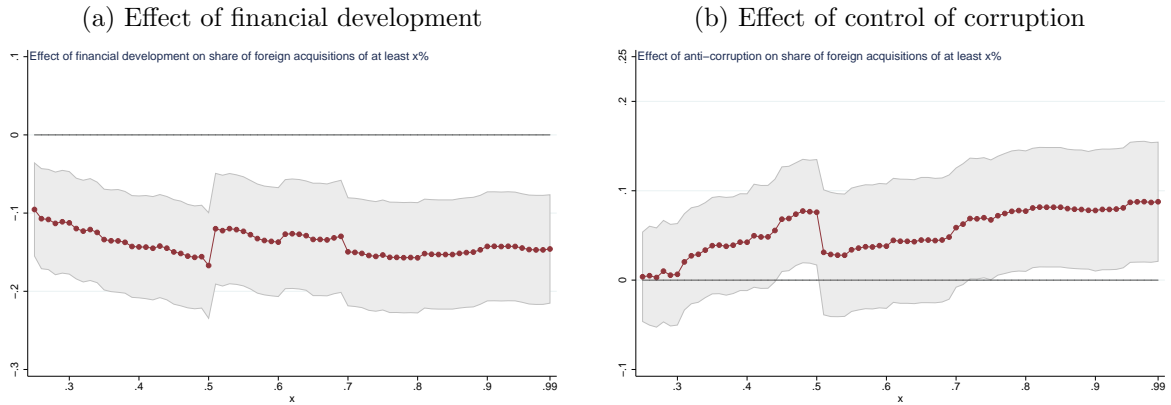 (a) Effect of financial development
Effect of financial development on share of foreign acquisitions of at least x%
.1
0
-.1
-.2
-.3
.3 .4 .5 .6 .7 .8 .9 .99
x
(b) Effect of control of corruption
Effect of anti-corruption on share of foreign acquisitions of at least x%
.25
.2
.1
0
-.1
.3 .4 .5 .6 .7 .8 .9 .99
x